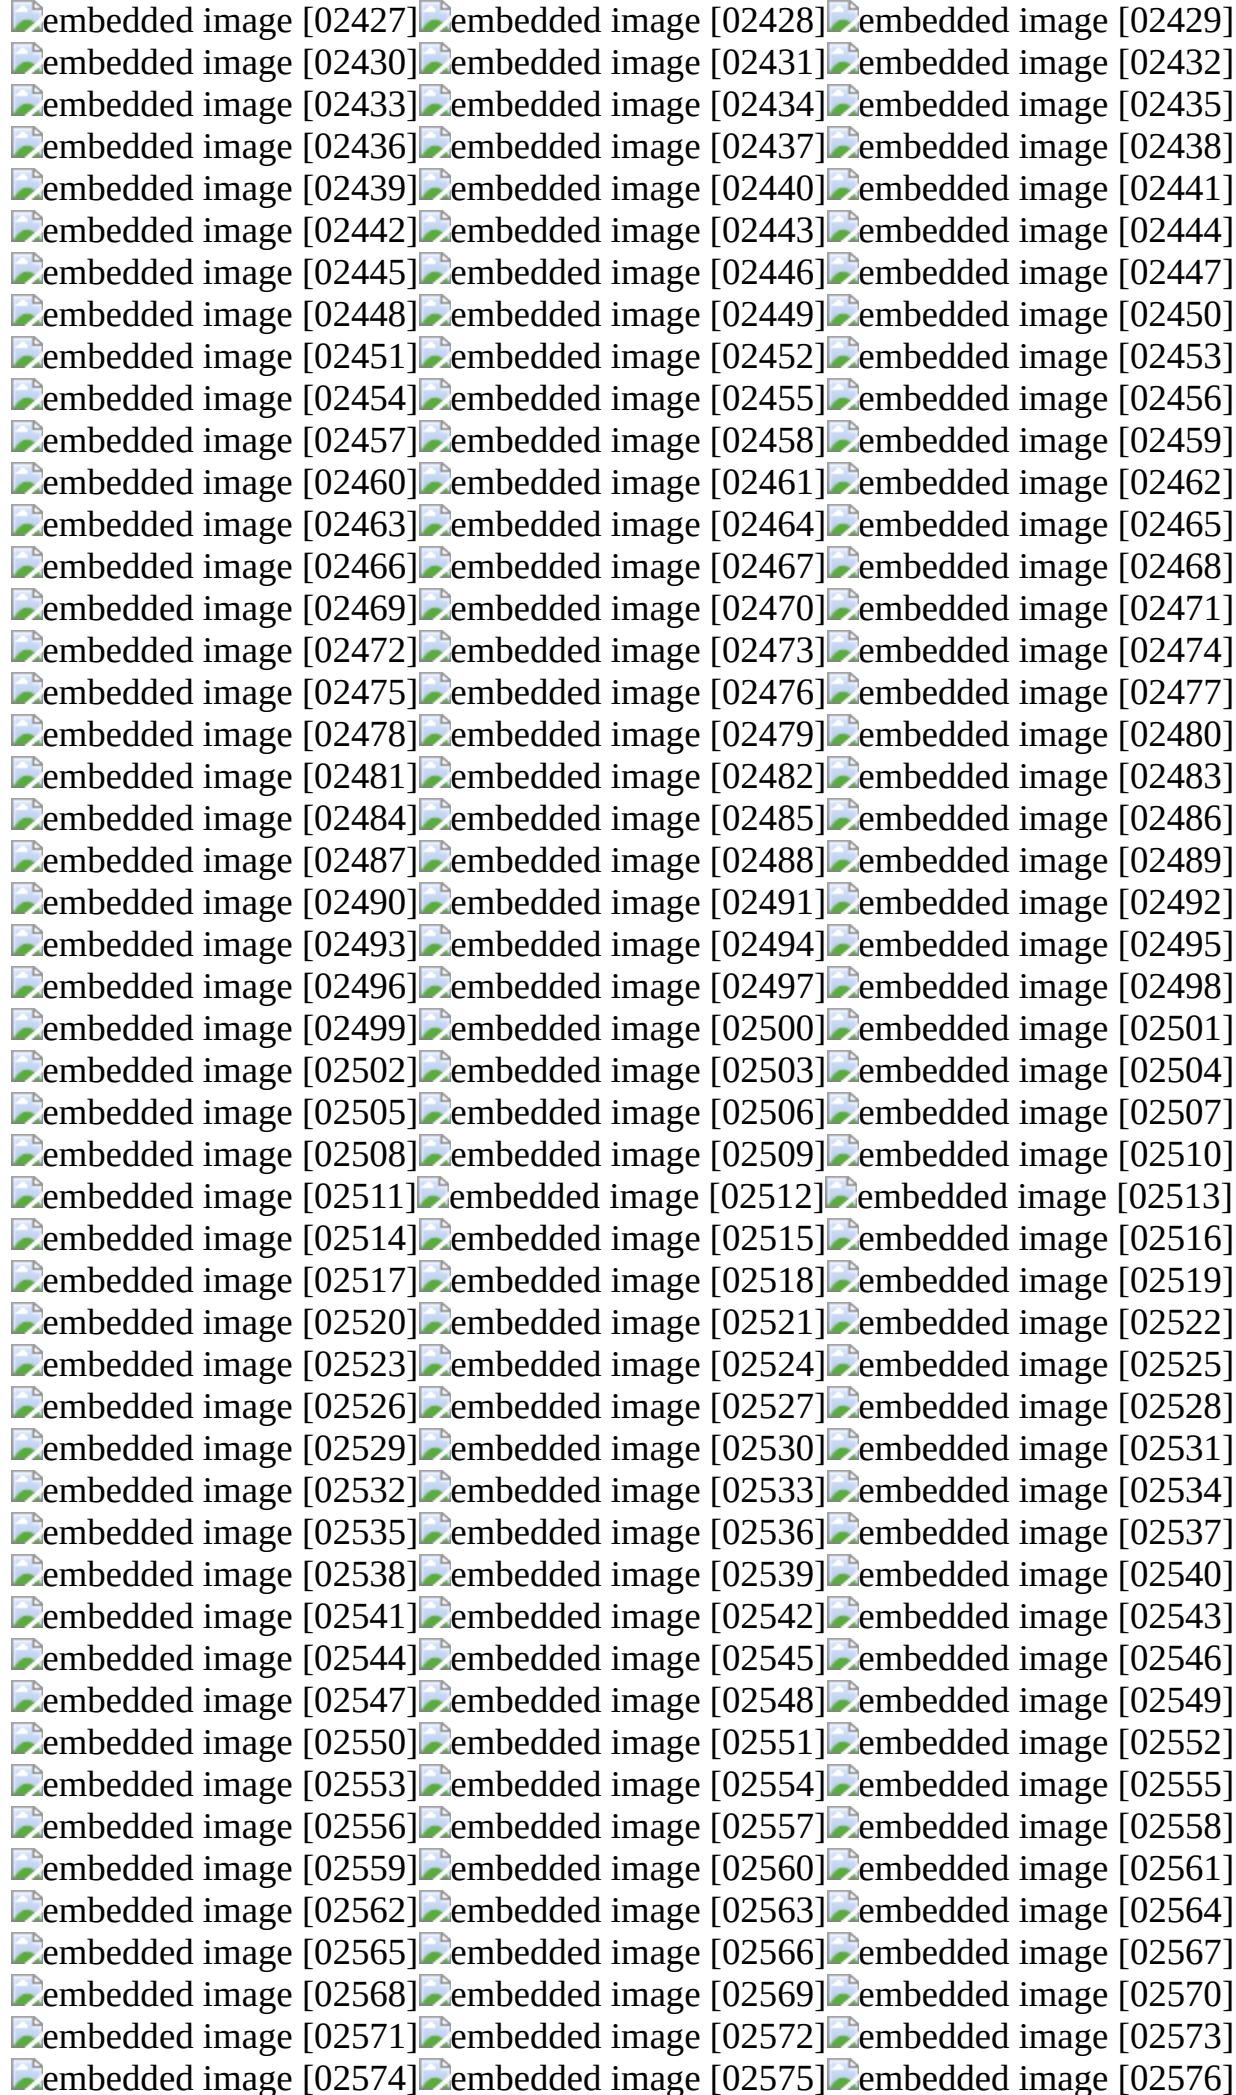 embedded image [02427]embedded image [02428]embedded image [02429]
embedded image [02430]embedded image [02431]embedded image [02432]
embedded image [02433]embedded image [02434]embedded image [02435]
embedded image [02436]embedded image [02437]embedded image [02438]
embedded image [02439]embedded image [02440]embedded image [02441]
embedded image [02442]embedded image [02443]embedded image [02444]
embedded image [02445]embedded image [02446]embedded image [02447]
embedded image [02448]embedded image [02449]embedded image [02450]
embedded image [02451]embedded image [02452]embedded image [02453]
embedded image [02454]embedded image [02455]embedded image [02456]
embedded image [02457]embedded image [02458]embedded image [02459]
embedded image [02460]embedded image [02461]embedded image [02462]
embedded image [02463]embedded image [02464]embedded image [02465]
embedded image [02466]embedded image [02467]embedded image [02468]
embedded image [02469]embedded image [02470]embedded image [02471]
embedded image [02472]embedded image [02473]embedded image [02474]
embedded image [02475]embedded image [02476]embedded image [02477]
embedded image [02478]embedded image [02479]embedded image [02480]
embedded image [02481]embedded image [02482]embedded image [02483]
embedded image [02484]embedded image [02485]embedded image [02486]
embedded image [02487]embedded image [02488]embedded image [02489]
embedded image [02490]embedded image [02491]embedded image [02492]
embedded image [02493]embedded image [02494]embedded image [02495]
embedded image [02496]embedded image [02497]embedded image [02498]
embedded image [02499]embedded image [02500]embedded image [02501]
embedded image [02502]embedded image [02503]embedded image [02504]
embedded image [02505]embedded image [02506]embedded image [02507]
embedded image [02508]embedded image [02509]embedded image [02510]
embedded image [02511]embedded image [02512]embedded image [02513]
embedded image [02514]embedded image [02515]embedded image [02516]
embedded image [02517]embedded image [02518]embedded image [02519]
embedded image [02520]embedded image [02521]embedded image [02522]
embedded image [02523]embedded image [02524]embedded image [02525]
embedded image [02526]embedded image [02527]embedded image [02528]
embedded image [02529]embedded image [02530]embedded image [02531]
embedded image [02532]embedded image [02533]embedded image [02534]
embedded image [02535]embedded image [02536]embedded image [02537]
embedded image [02538]embedded image [02539]embedded image [02540]
embedded image [02541]embedded image [02542]embedded image [02543]
embedded image [02544]embedded image [02545]embedded image [02546]
embedded image [02547]embedded image [02548]embedded image [02549]
embedded image [02550]embedded image [02551]embedded image [02552]
embedded image [02553]embedded image [02554]embedded image [02555]
embedded image [02556]embedded image [02557]embedded image [02558]
embedded image [02559]embedded image [02560]embedded image [02561]
embedded image [02562]embedded image [02563]embedded image [02564]
embedded image [02565]embedded image [02566]embedded image [02567]
embedded image [02568]embedded image [02569]embedded image [02570]
embedded image [02571]embedded image [02572]embedded image [02573]
embedded image [02574]embedded image [02575]embedded image [02576]